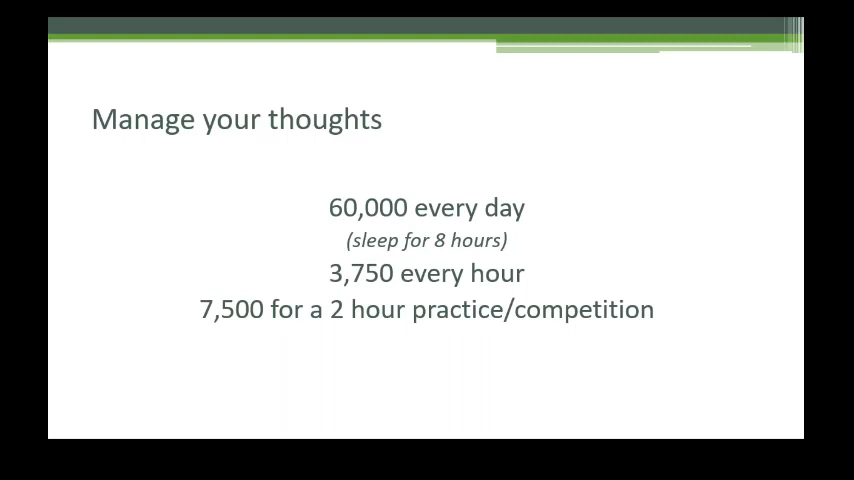 Manage your thoughts
60,000 every day
(sleep for 8 hours)
3,750 every hour
7,500 for a 2 hour practice/competition